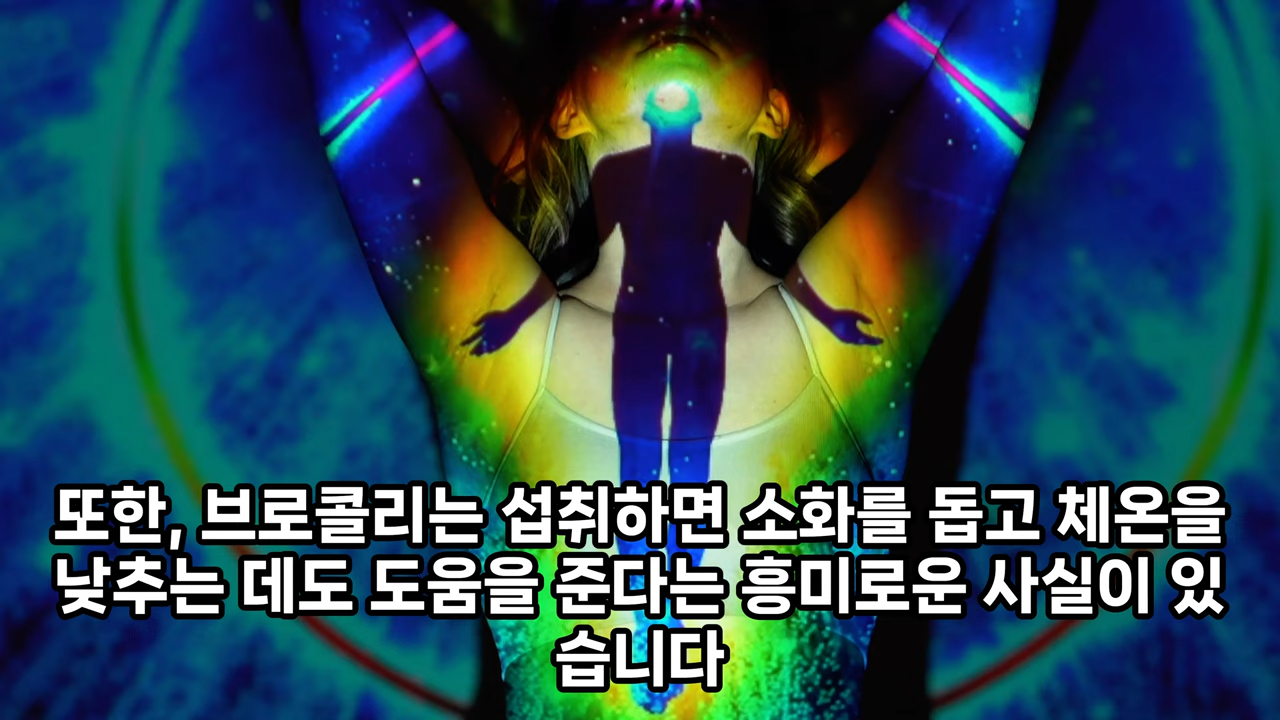 또한, 브로콜리는 섭취하면 소화를 돕고 체온을
낮추는 데도 도움을 준다는 흥미로운 사실이 있
습니다